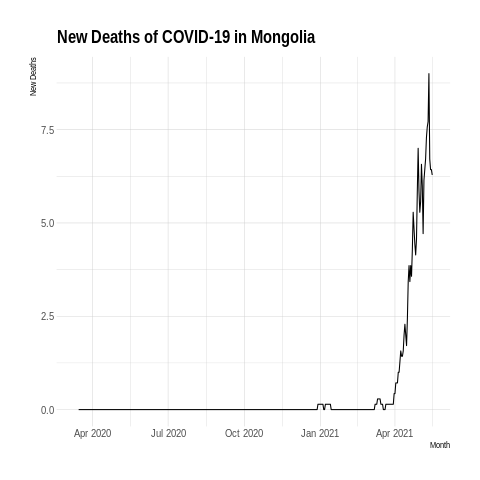 New Deaths of COVID-19 in Mongolia
New Deaths
7.5
5.0
2.5
0.0
Apr 2020 Jul 2020 Oct 2020 Jan 2021 Apr 2021
Month